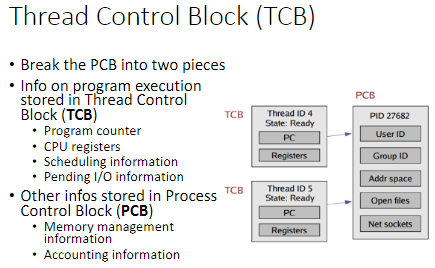 Thread Control Block (TCB)
• Break the PCB into two pieces
• Info on program execution
stored in Thread Control
Block (TCB)
• Program counter
• CPU registers
• Scheduling information
• Pending I/O information
• Other infos stored in Process
Control Block (PCB)
• Memory management
information
• Accounting information
TCB
Thread ID 4
State: Ready
PC
Registers
TCB
Thread ID 5
State: Ready
PC
Registers
PCB
PID 27682
User ID
Group ID
Addr space
Open files
Net sockets